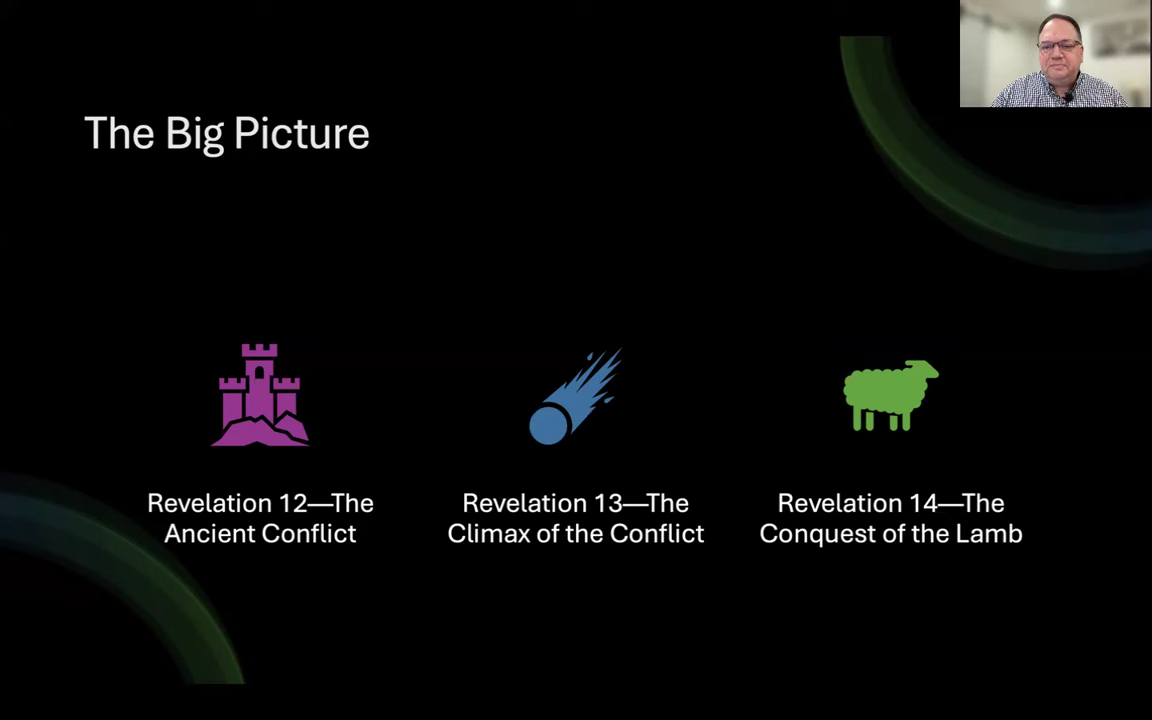 The Big Picture
Revelation 12—The
Ancient Conflict
Revelation 13—The
Climax of the Conflict
Revelation 14—The
Conquest of the Lamb